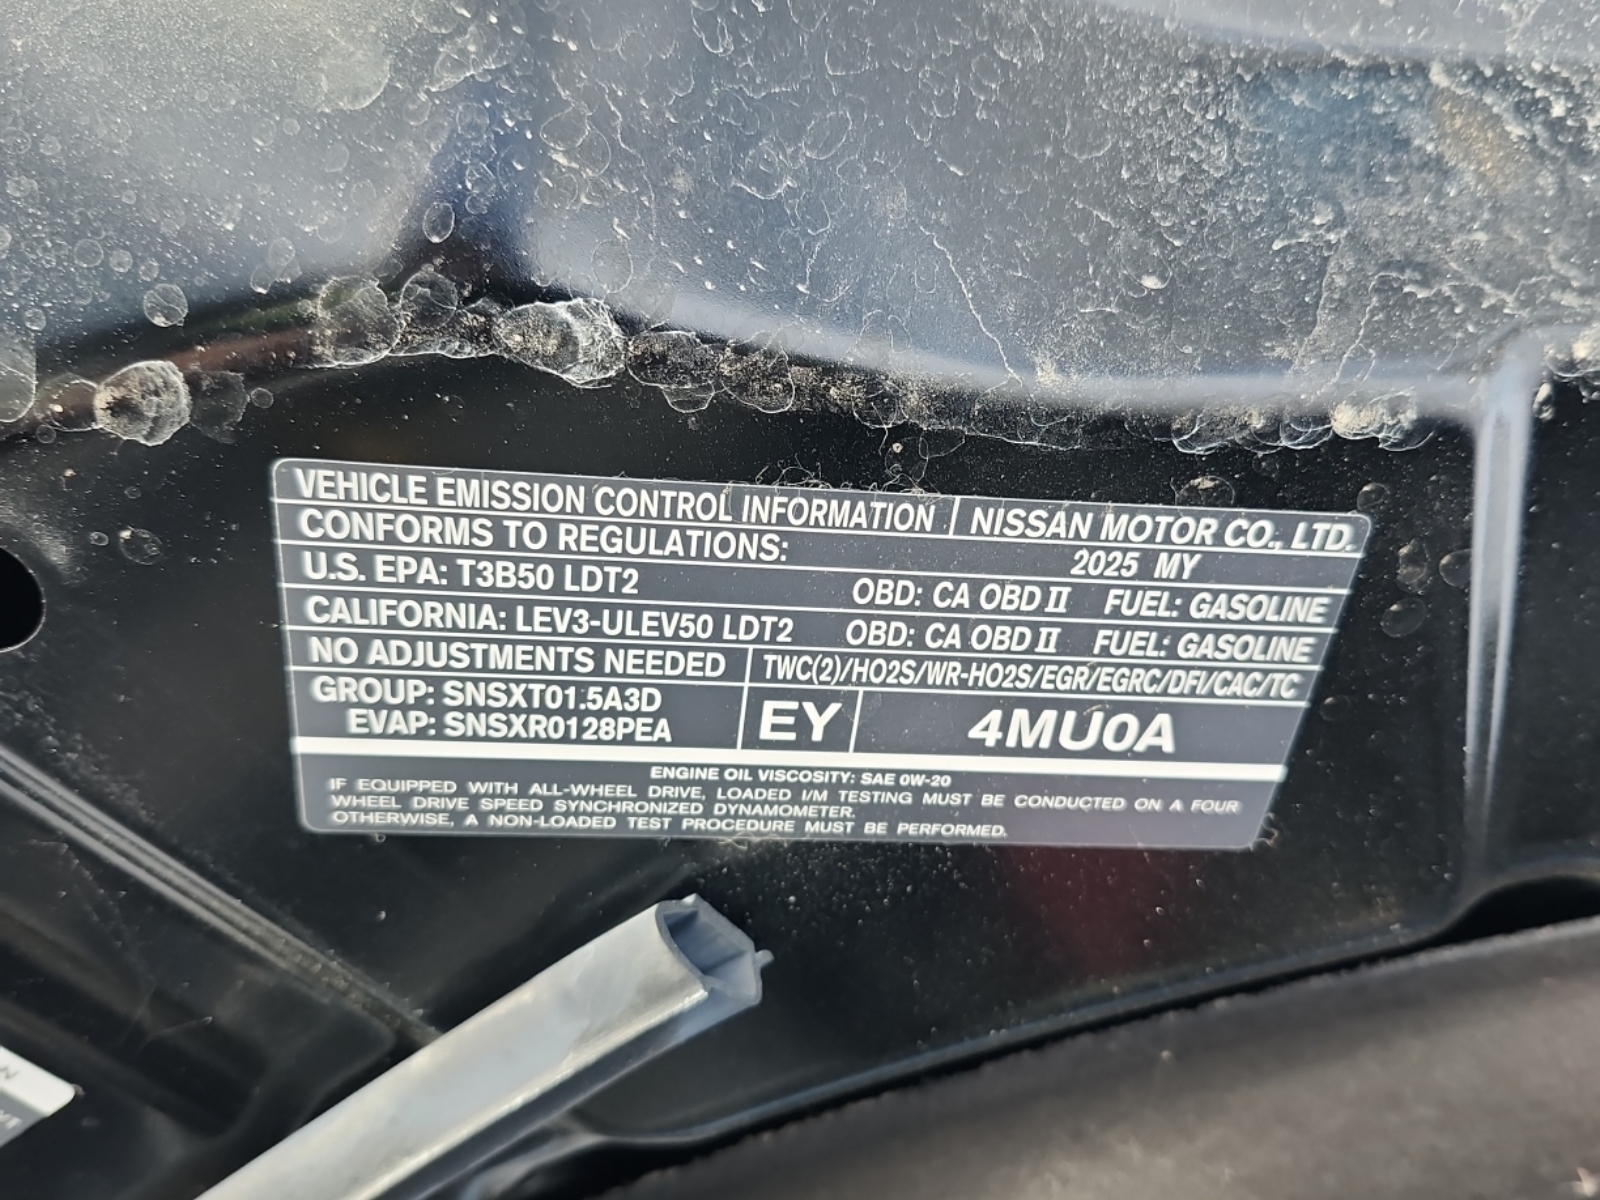 VEHICLE EMISSION CONTROL INFORMATION NISSAN MOTOR CO., LTD.
CONFORMS TO REGULATIONS: 2025 MY
U.S. EPA: T3B50 LDT2 OBD: CA OBD II FUEL: GASOLINE
CALIFORNIA: LEV3-ULEV50 LDT2 OBD: CA OBD II FUEL: GASOLINE
NO ADJUSTMENTS NEEDED TWC(2)/HO2S/WR-HO2S/EGR/EGRC/DFI/CAC/TC
GROUP: SNSXT01.5A3D
EVAP: SNSXR0128PEA
EY 4MU0A
ENGINE OIL VISCOSITY: SAE 0W-20
IF EQUIPPED WITH ALL-WHEEL DRIVE, LOADED I/M TESTING MUST BE CONDUCTED ON A FOUR
WHEEL DRIVE SPEED SYNCHRONIZED DYNAMOMETER.
OTHERWISE, A NON-LOADED TEST PROCEDURE MUST BE PERFORMED.